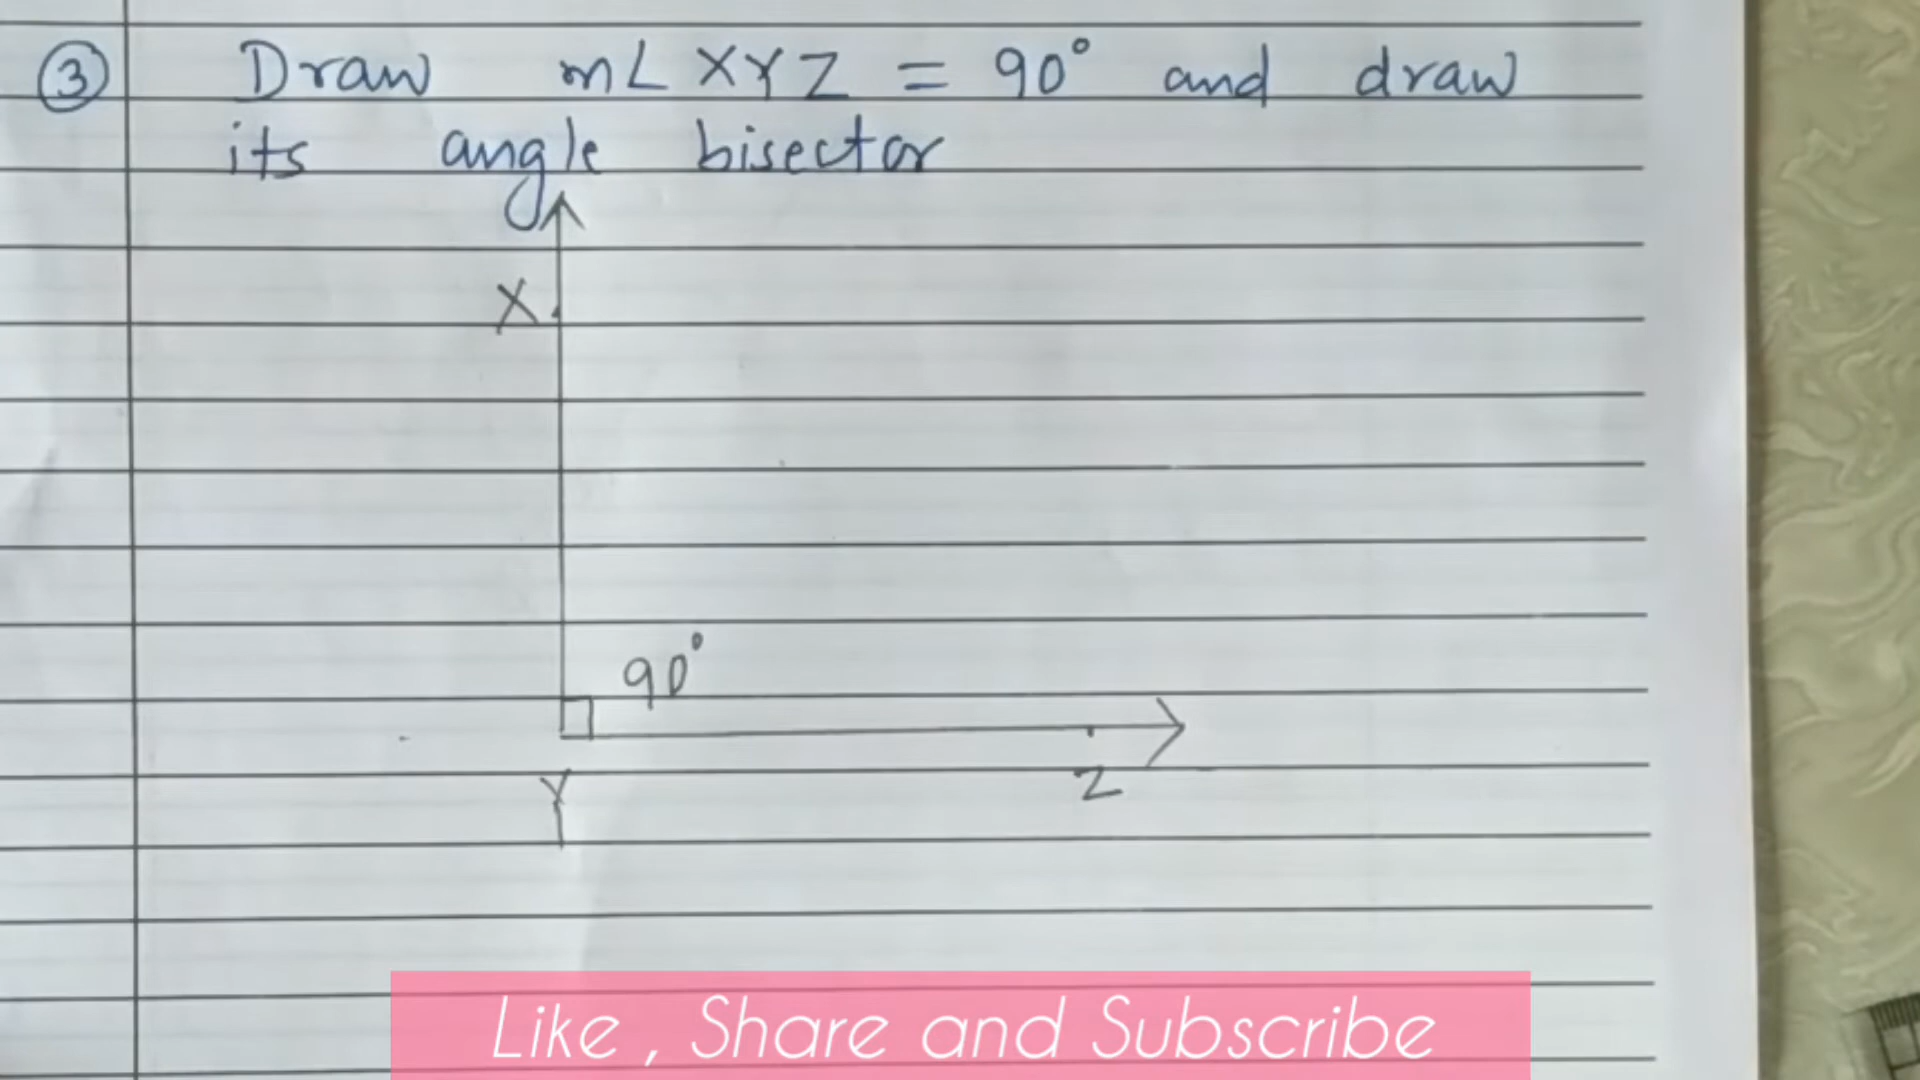 ③ Draw m∠XYZ = 90° and draw
its angle bisector
X
90°
Y
Z
Like, Share and Subscribe